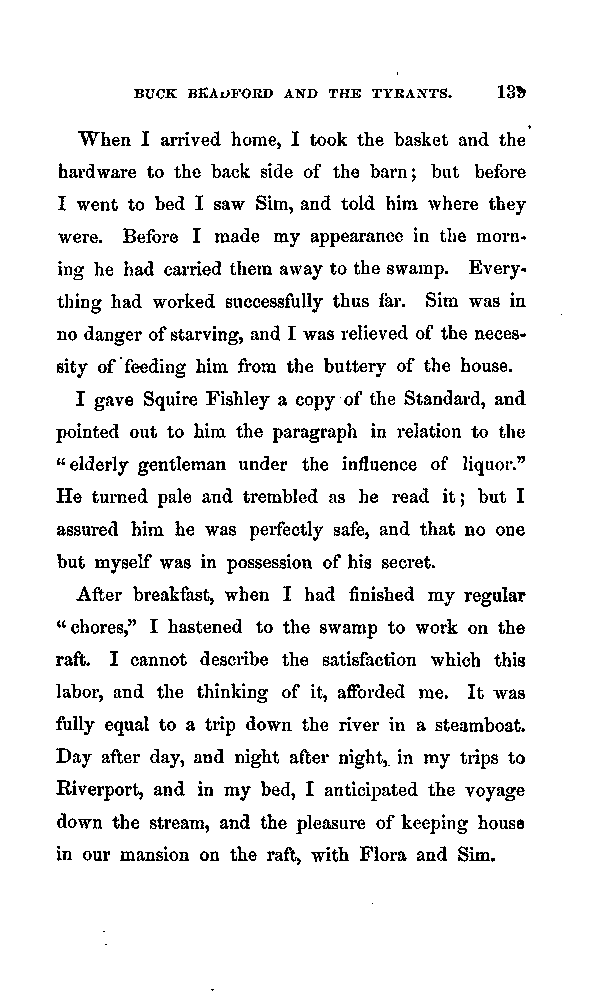 BUCK BRADFORD AND THE TYRANTS. 139
When I arrived home, I took the basket and the
hardware to the back side of the barn; but before
I went to bed I saw Sim, and told him where they
were. Before I made my appearance in the morn-
ing he had carried them away to the swamp. Every-
thing had worked successfully thus far. Sim was in
no danger of starving, and I was relieved of the neces-
sity of feeding him from the buttery of the house.
I gave Squire Fishley a copy of the Standard, and
pointed out to him the paragraph in relation to the
“elderly gentleman under the influence of liquor.”
He turned pale and trembled as he read it; but I
assured him he was perfectly safe, and that no one
but myself was in possession of his secret.
After breakfast, when I had finished my regular
“chores,” I hastened to the swamp to work on the
raft. I cannot describe the satisfaction which this
labor, and the thinking of it, afforded me. It was
fully equal to a trip down the river in a steamboat.
Day after day, and night after night, in my trips to
Riverport, and in my bed, I anticipated the voyage
down the stream, and the pleasure of keeping house
in our mansion on the raft, with Flora and Sim.